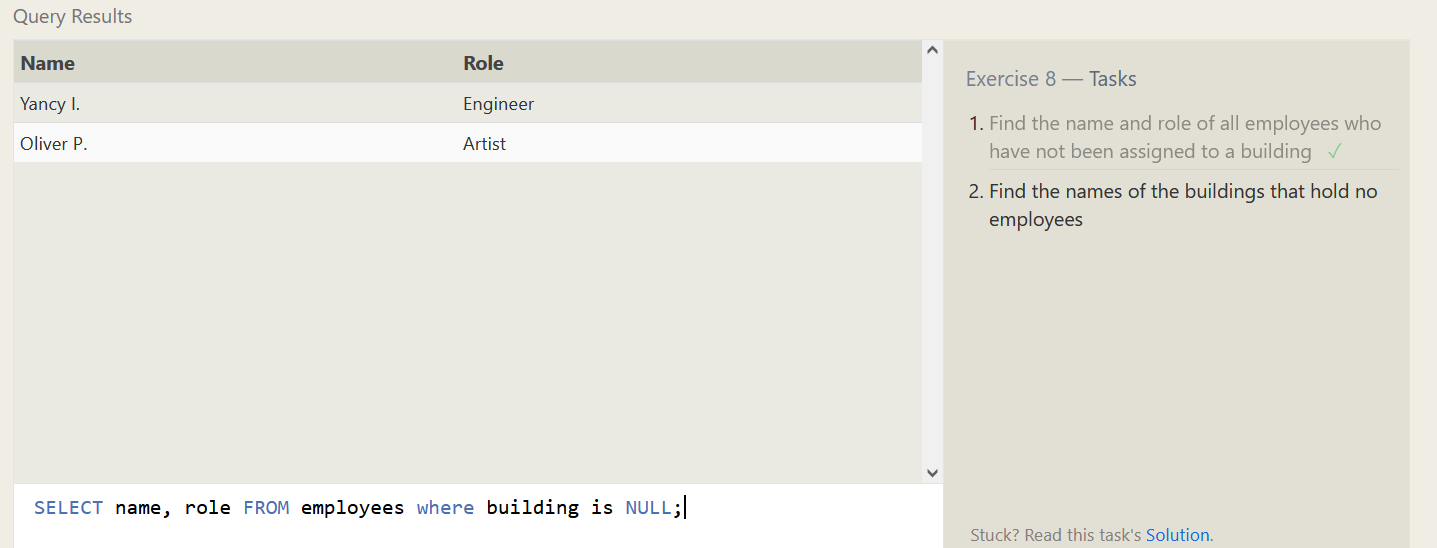 Query Results
Name Role
Yancy I. Engineer
Oliver P. Artist
SELECT name, role FROM employees where building is NULL;
Exercise 8 — Tasks
1. Find the name and role of all employees who
have not been assigned to a building ✓
2. Find the names of the buildings that hold no
employees
Stuck? Read this task's Solution.